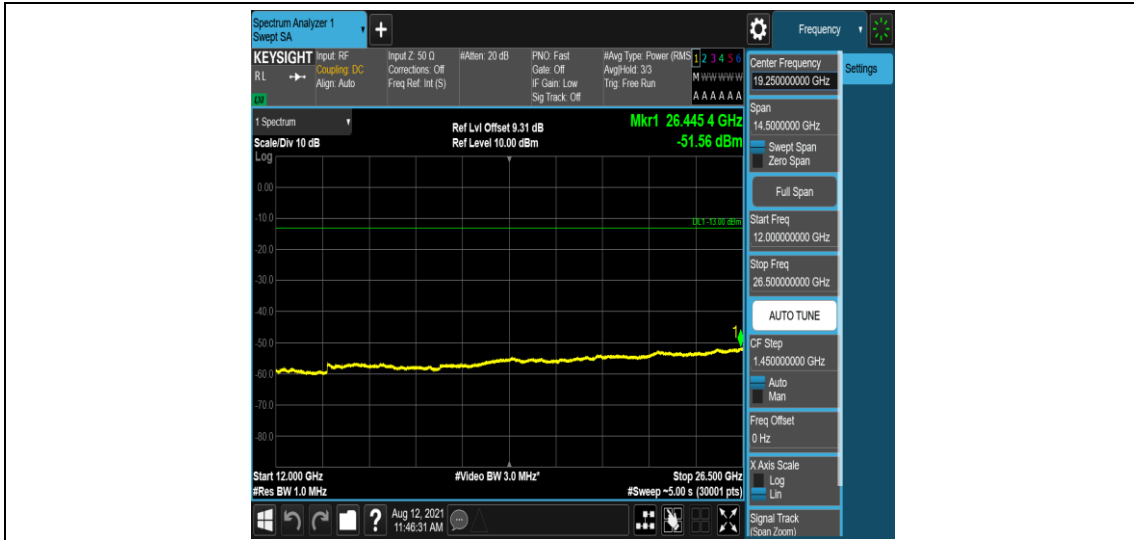 Spectrum Analyzer 1
Swept SA
+
Frequency
KEYSIGHT
RL
Input: RF
Coupling: DC
Align: Auto
Input Z: 50 Ω
Corrections: Off
Freq Ref: Int (S)
#Atten: 20 dB
PNO: Fast
Gate: Off
IF Gain: Low
Sig Track: Off
#Avg Type: Power (RMS
Avg|Hold: 3/3
Trig: Free Run
1 2 3 4 5 6
M W W W W W
A A A A A A
1 Spectrum
Scale/Div 10 dB
Log
Ref Lvl Offset 9.31 dB
Ref Level 10.00 dBm
Mkr1 26.445 4 GHz
-51.56 dBm
0.00
-10.0
DL1 -13.00 dBm
-20.0
-30.0
-40.0
1
-50.0
-60.0
-70.0
-80.0
Start 12.000 GHz
#Res BW 1.0 MHz
#Video BW 3.0 MHz*
Stop 26.500 GHz
#Sweep ~5.00 s (30001 pts)
Center Frequency
19.250000000 GHz
Settings
Span
14.5000000 GHz
Swept Span
Zero Span
Full Span
Start Freq
12.000000000 GHz
Stop Freq
26.500000000 GHz
AUTO TUNE
CF Step
1.450000000 GHz
Auto
Man
Freq Offset
0 Hz
X Axis Scale
Log
Lin
Signal Track
(Span Zoom)
?
Aug 12, 2021
11:46:31 AM